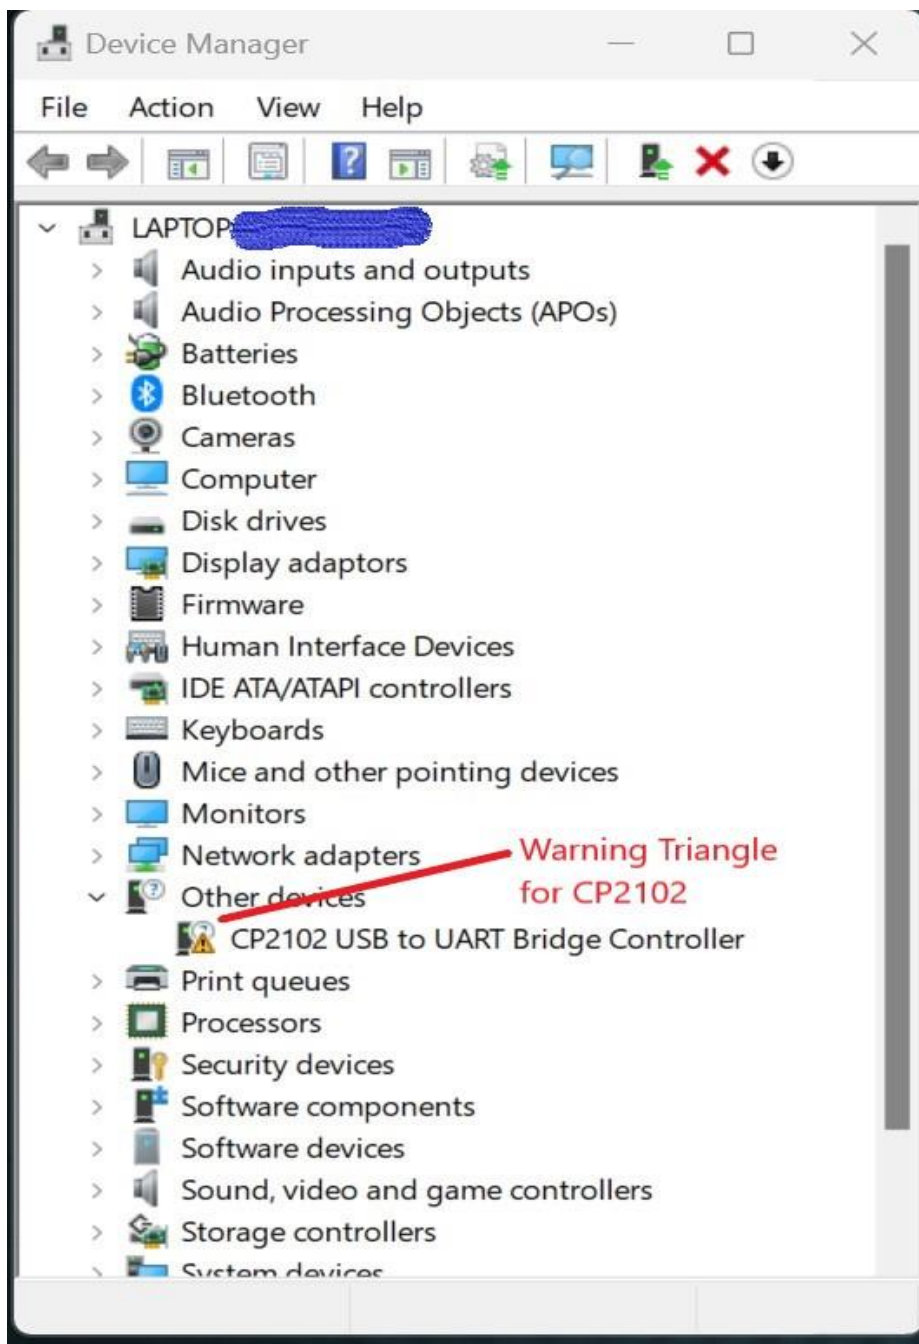 Device Manager
File Action View Help
LAPTOP
Audio inputs and outputs
Audio Processing Objects (APOs)
Batteries
Bluetooth
Cameras
Computer
Disk drives
Display adaptors
Firmware
Human Interface Devices
IDE ATA/ATAPI controllers
Keyboards
Mice and other pointing devices
Monitors
Network adapters
Warning Triangle
for CP2102
Other devices
CP2102 USB to UART Bridge Controller
Print queues
Processors
Security devices
Software components
Software devices
Sound, video and game controllers
Storage controllers
System devices